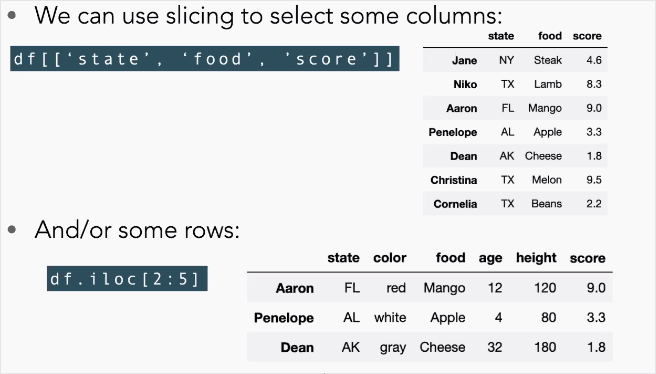 • We can use slicing to select some columns:
df[['state', 'food', 'score']]
state food score
Jane NY Steak 4.6
Niko TX Lamb 8.3
Aaron FL Mango 9.0
Penelope AL Apple 3.3
Dean AK Cheese 1.8
Christina TX Melon 9.5
Cornelia TX Beans 2.2
• And/or some rows:
df.iloc[2:5]
state color food age height score
Aaron FL red Mango 12 120 9.0
Penelope AL white Apple 4 80 3.3
Dean AK gray Cheese 32 180 1.8